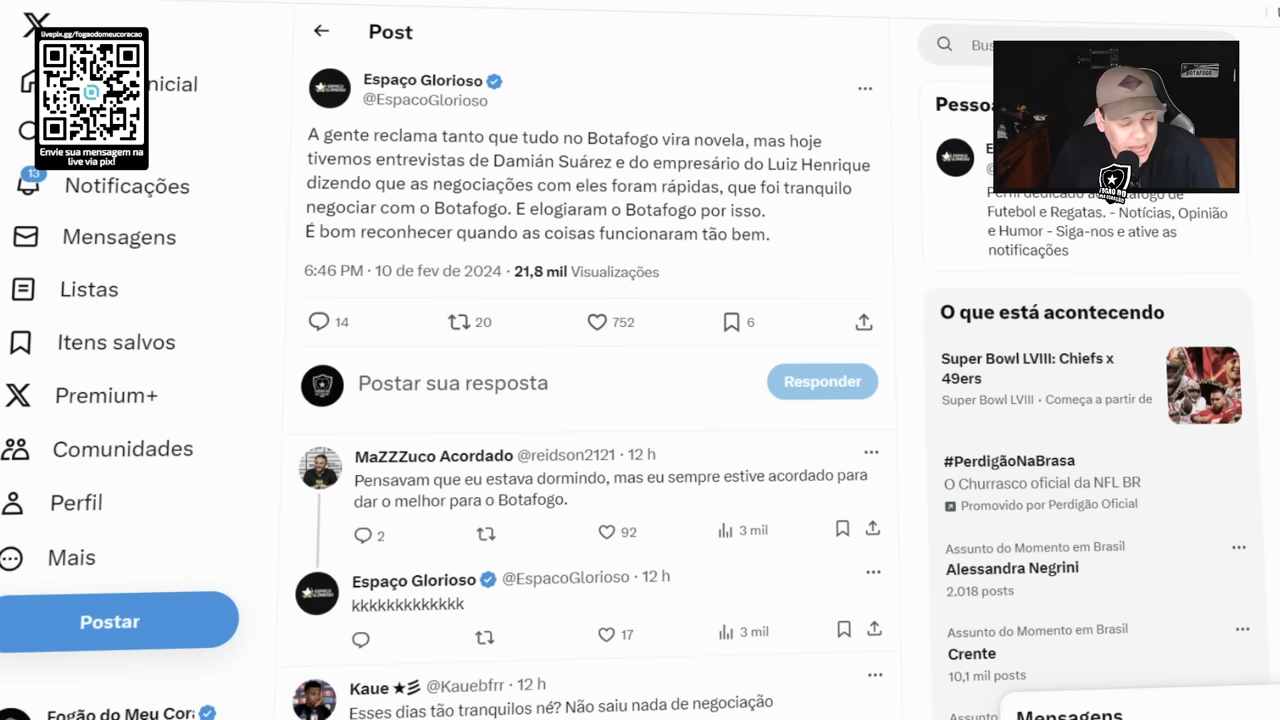 livepix.gg/fogaodomeucoracao
Envie sua mensagem na
live via pix!
nicial
13
Notificações
Mensagens
Listas
Itens salvos
Premium+
Comunidades
Perfil
Mais
Postar
Fogão do Meu Cor
Post
Espaço Glorioso
@EspacoGlorioso
A gente reclama tanto que tudo no Botafogo vira novela, mas hoje
tivemos entrevistas de Damián Suárez e do empresário do Luiz Henrique
dizendo que as negociações com eles foram rápidas, que foi tranquilo
negociar com o Botafogo. E elogiaram o Botafogo por isso.
É bom reconhecer quando as coisas funcionaram tão bem.
6:46 PM · 10 de fev de 2024 · 21,8 mil Visualizações
14 20 752 6
Postar sua resposta
Responder
MaZZZuco Acordado @reidson2121 · 12 h
Pensavam que eu estava dormindo, mas eu sempre estive acordado para
dar o melhor para o Botafogo.
2 92 3 mil
Espaço Glorioso @EspacoGlorioso · 12 h
kkkkkkkkkkkkk
17 3 mil
Kaue @Kauebfrr · 12 h
Esses dias tão tranquilos né? Não saiu nada de negociação
Bus
Pesso
BOTAFOGO
FOGÃO DO
Perfil dedicado
afogo de
Futebol e Regatas. - Notícias, Opinião
e Humor - Siga-nos e ative as
notificações
O que está acontecendo
Super Bowl LVIII: Chiefs x
49ers
Super Bowl LVIII · Começa a partir de
#PerdigãoNaBrasa
O Churrasco oficial da NFL BR
Promovido por Perdigão Oficial
Assunto do Momento em Brasil
Alessandra Negrini
2.018 posts
Assunto do Momento em Brasil
Crente
10,1 mil posts
Assunto
Mensagens